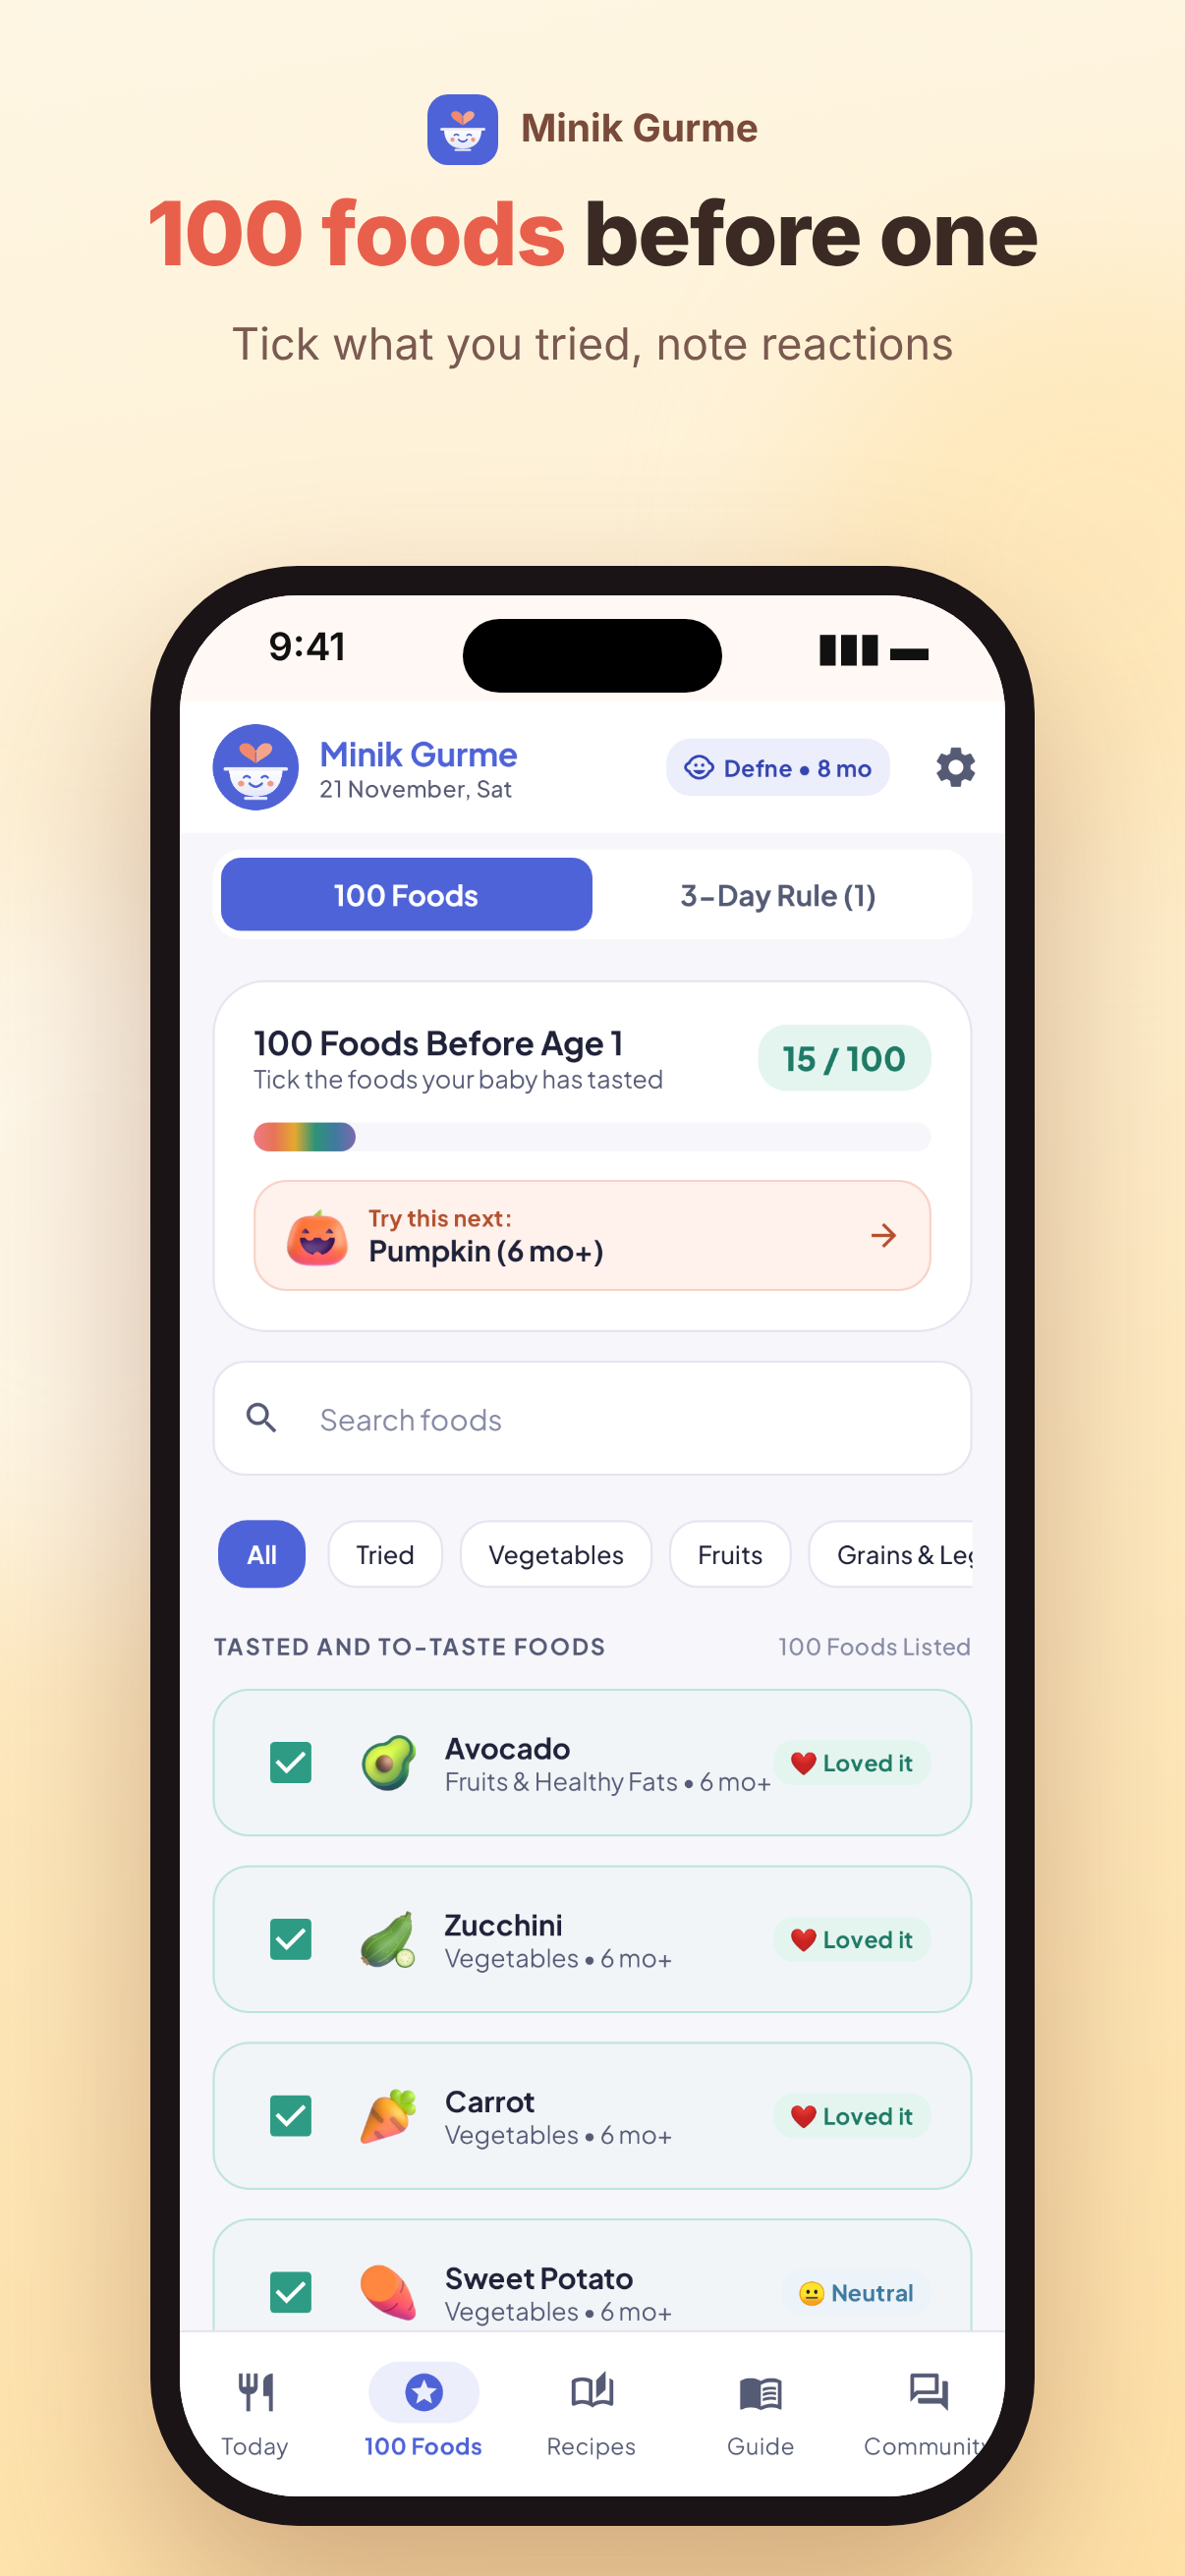 Minik Gurme
100 foods before one
Tick what you tried, note reactions
9:41
Minik Gurme
21 November, Sat
Defne • 8 mo
100 Foods
3-Day Rule (1)
100 Foods Before Age 1
Tick the foods your baby has tasted
15 / 100
Try this next:
Pumpkin (6 mo+)
Search foods
All
Tried
Vegetables
Fruits
Grains & Leg
TASTED AND TO-TASTE FOODS
100 Foods Listed
Avocado
Fruits & Healthy Fats • 6 mo+
Loved it
Zucchini
Vegetables • 6 mo+
Loved it
Carrot
Vegetables • 6 mo+
Loved it
Sweet Potato
Vegetables • 6 mo+
Neutral
Today
100 Foods
Recipes
Guide
Community